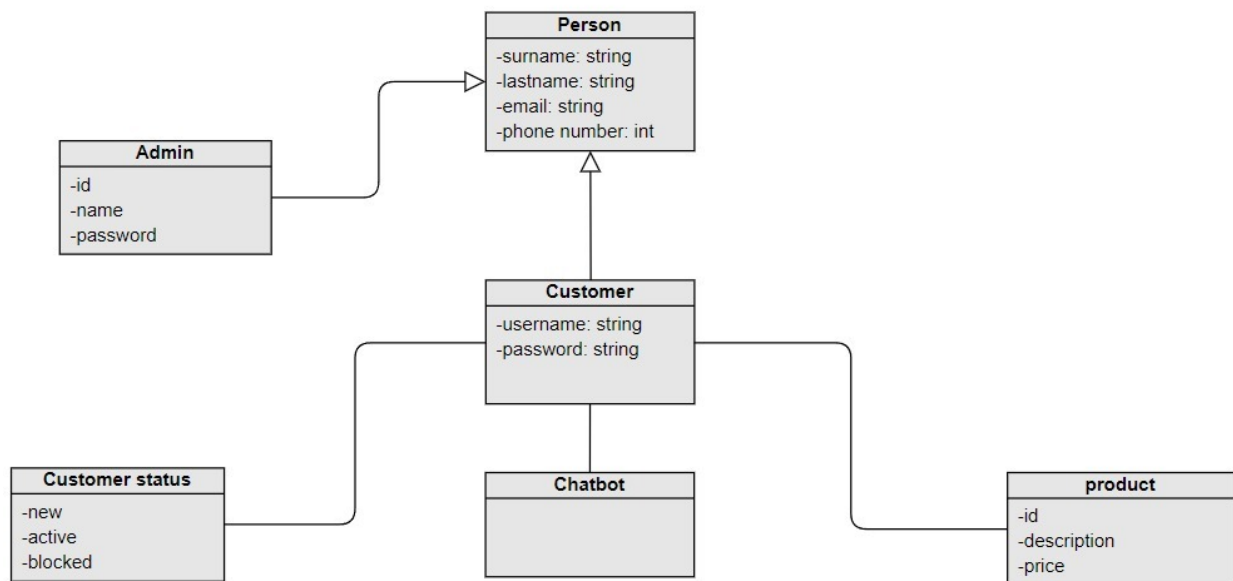 Person
-surname: string
-lastname: string
-email: string
-phone number: int
Admin
-id
-name
-password
Customer
-username: string
-password: string
Customer status
-new
-active
-blocked
Chatbot
product
-id
-description
-price